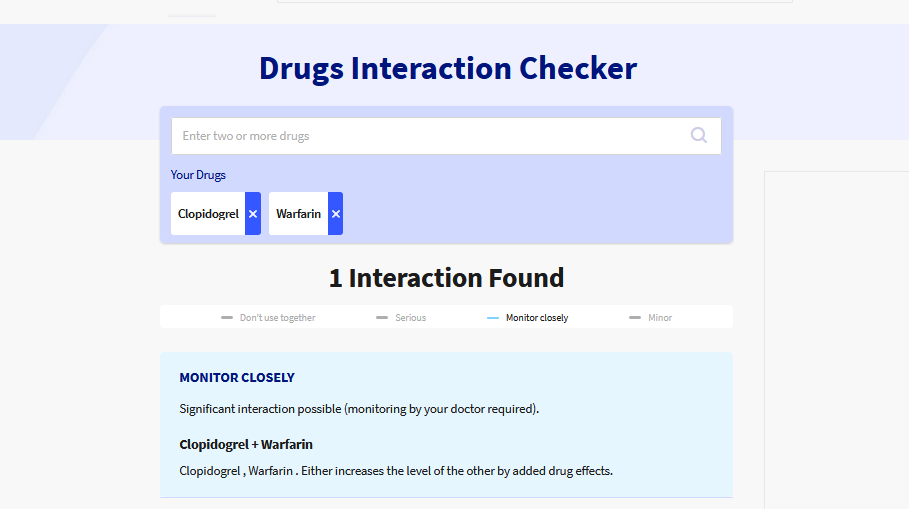 Drugs Interaction Checker
Enter two or more drugs
Your Drugs
Clopidogrel × Warfarin ×
1 Interaction Found
Don't use together Serious Monitor closely Minor
MONITOR CLOSELY
Significant interaction possible (monitoring by your doctor required).
Clopidogrel + Warfarin
Clopidogrel , Warfarin . Either increases the level of the other by added drug effects.